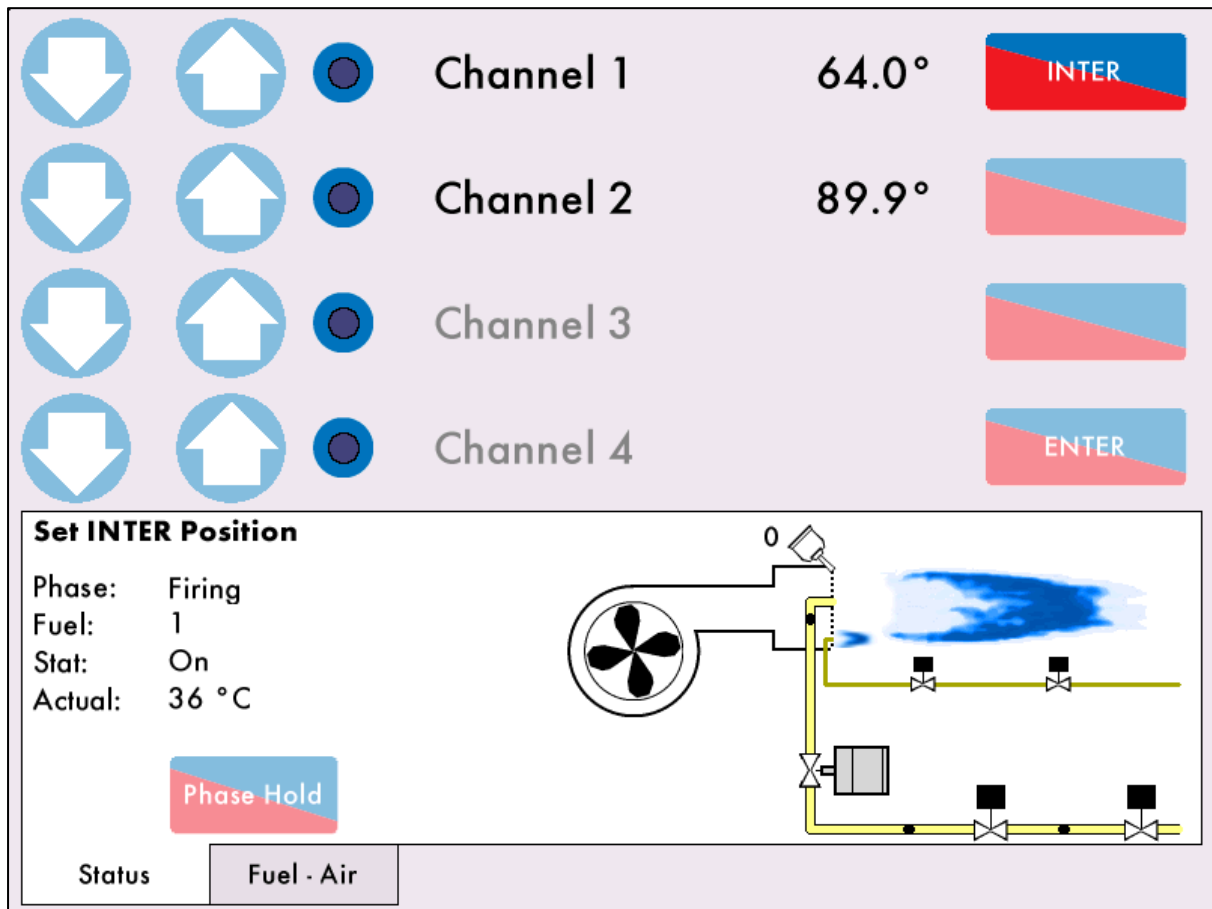 Channel 1 64.0° INTER
Channel 2 89.9°
Channel 3
Channel 4 ENTER
Set INTER Position
0
Phase: Firing
Fuel: 1
Stat: On
Actual: 36 °C
Phase Hold
Status Fuel - Air